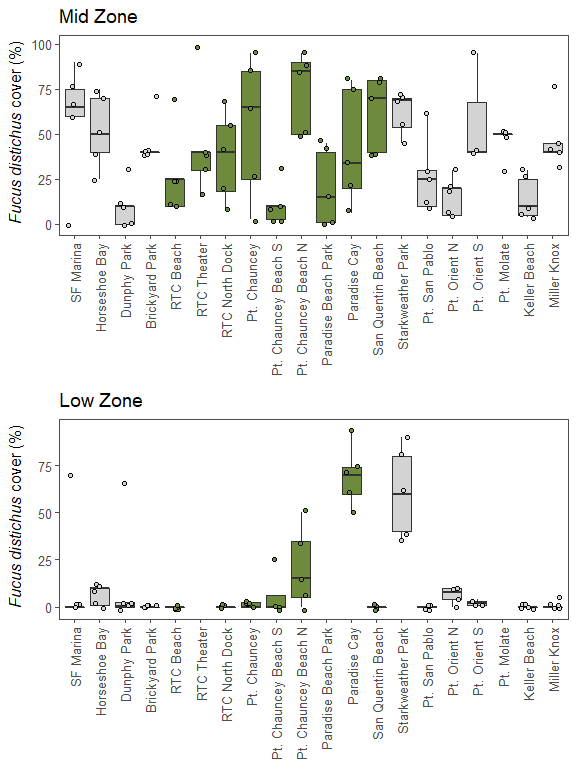 Mid Zone
Fucus distichus cover (%)
100
75
50
25
0
SF Marina
Horseshoe Bay
Dunphy Park
Brickyard Park
RTC Beach
RTC Theater
RTC North Dock
Pt. Chauncey
Pt. Chauncey Beach S
Pt. Chauncey Beach N
Paradise Beach Park
Paradise Cay
San Quentin Beach
Starkweather Park
Pt. San Pablo
Pt. Orient N
Pt. Orient S
Pt. Molate
Keller Beach
Miller Knox
Low Zone
Fucus distichus cover (%)
75
50
25
0
SF Marina
Horseshoe Bay
Dunphy Park
Brickyard Park
RTC Beach
RTC Theater
RTC North Dock
Pt. Chauncey
Pt. Chauncey Beach S
Pt. Chauncey Beach N
Paradise Beach Park
Paradise Cay
San Quentin Beach
Starkweather Park
Pt. San Pablo
Pt. Orient N
Pt. Orient S
Pt. Molate
Keller Beach
Miller Knox